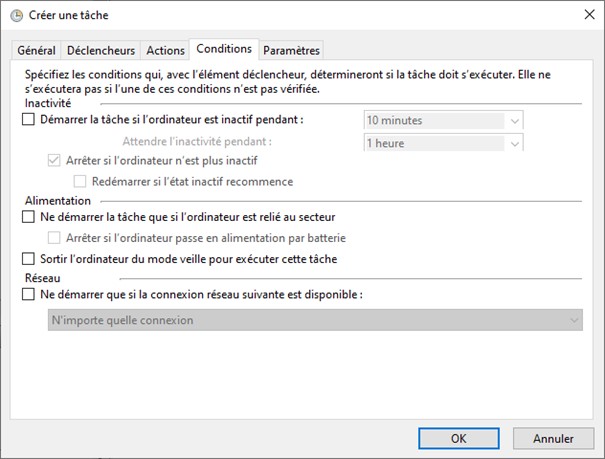 Créer une tâche
Général Déclencheurs Actions Conditions Paramètres
Spécifiez les conditions qui, avec l'élément déclencheur, détermineront si la tâche doit s'exécuter. Elle ne
s'exécutera pas si l'une de ces conditions n'est pas vérifiée.
Inactivité
Démarrer la tâche si l'ordinateur est inactif pendant : 10 minutes
Attendre l'inactivité pendant : 1 heure
Arrêter si l'ordinateur n'est plus inactif
Redémarrer si l'état inactif recommence
Alimentation
Ne démarrer la tâche que si l'ordinateur est relié au secteur
Arrêter si l'ordinateur passe en alimentation par batterie
Sortir l'ordinateur du mode veille pour exécuter cette tâche
Réseau
Ne démarrer que si la connexion réseau suivante est disponible :
N'importe quelle connexion
OK Annuler